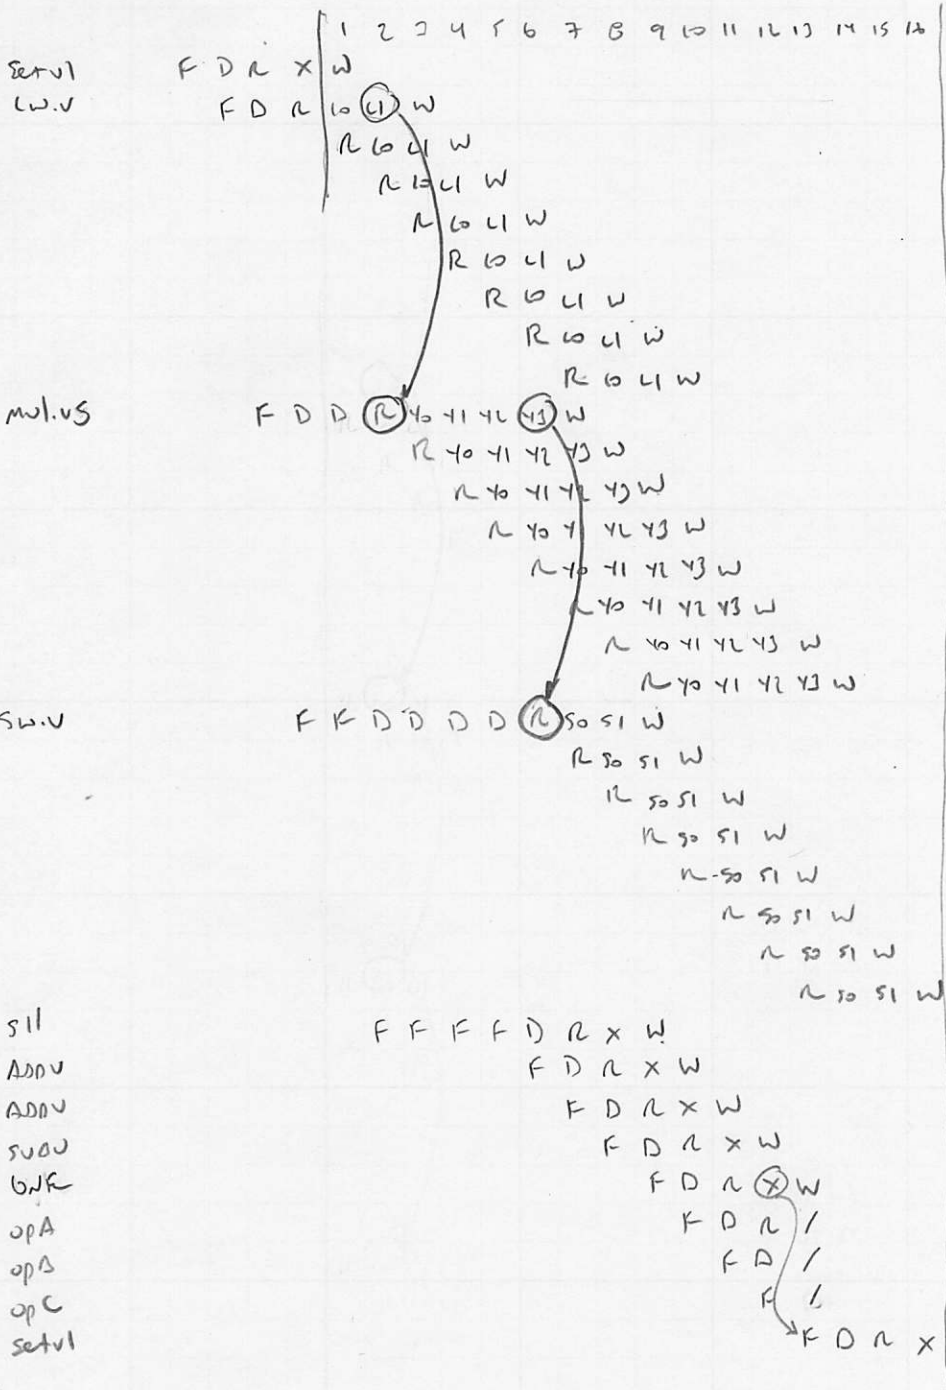 1 2 3 4 5 6 7 8 9 10 11 12 13 14 15 16
setvl F D R X W
lw.v F D R L0 L1 W
R L0 L1 W
R L0 L1 W
R L0 L1 W
R L0 L1 W
R L0 L1 W
R L0 L1 W
R L0 L1 W
mul.vs F D D R Y0 Y1 Y2 Y3 W
R Y0 Y1 Y2 Y3 W
R Y0 Y1 Y2 Y3 W
R Y0 Y1 Y2 Y3 W
R Y0 Y1 Y2 Y3 W
R Y0 Y1 Y2 Y3 W
R Y0 Y1 Y2 Y3 W
R Y0 Y1 Y2 Y3 W
sw.v F F D D D D R S0 S1 W
R S0 S1 W
R S0 S1 W
R S0 S1 W
R S0 S1 W
R S0 S1 W
R S0 S1 W
R S0 S1 W
sll F F F F D R X W
ADDU F D R X W
ADDU F D R X W
SUBU F D R X W
BNE F D R X W
opA F D R /
opB F D /
opC F /
setvl F D R X